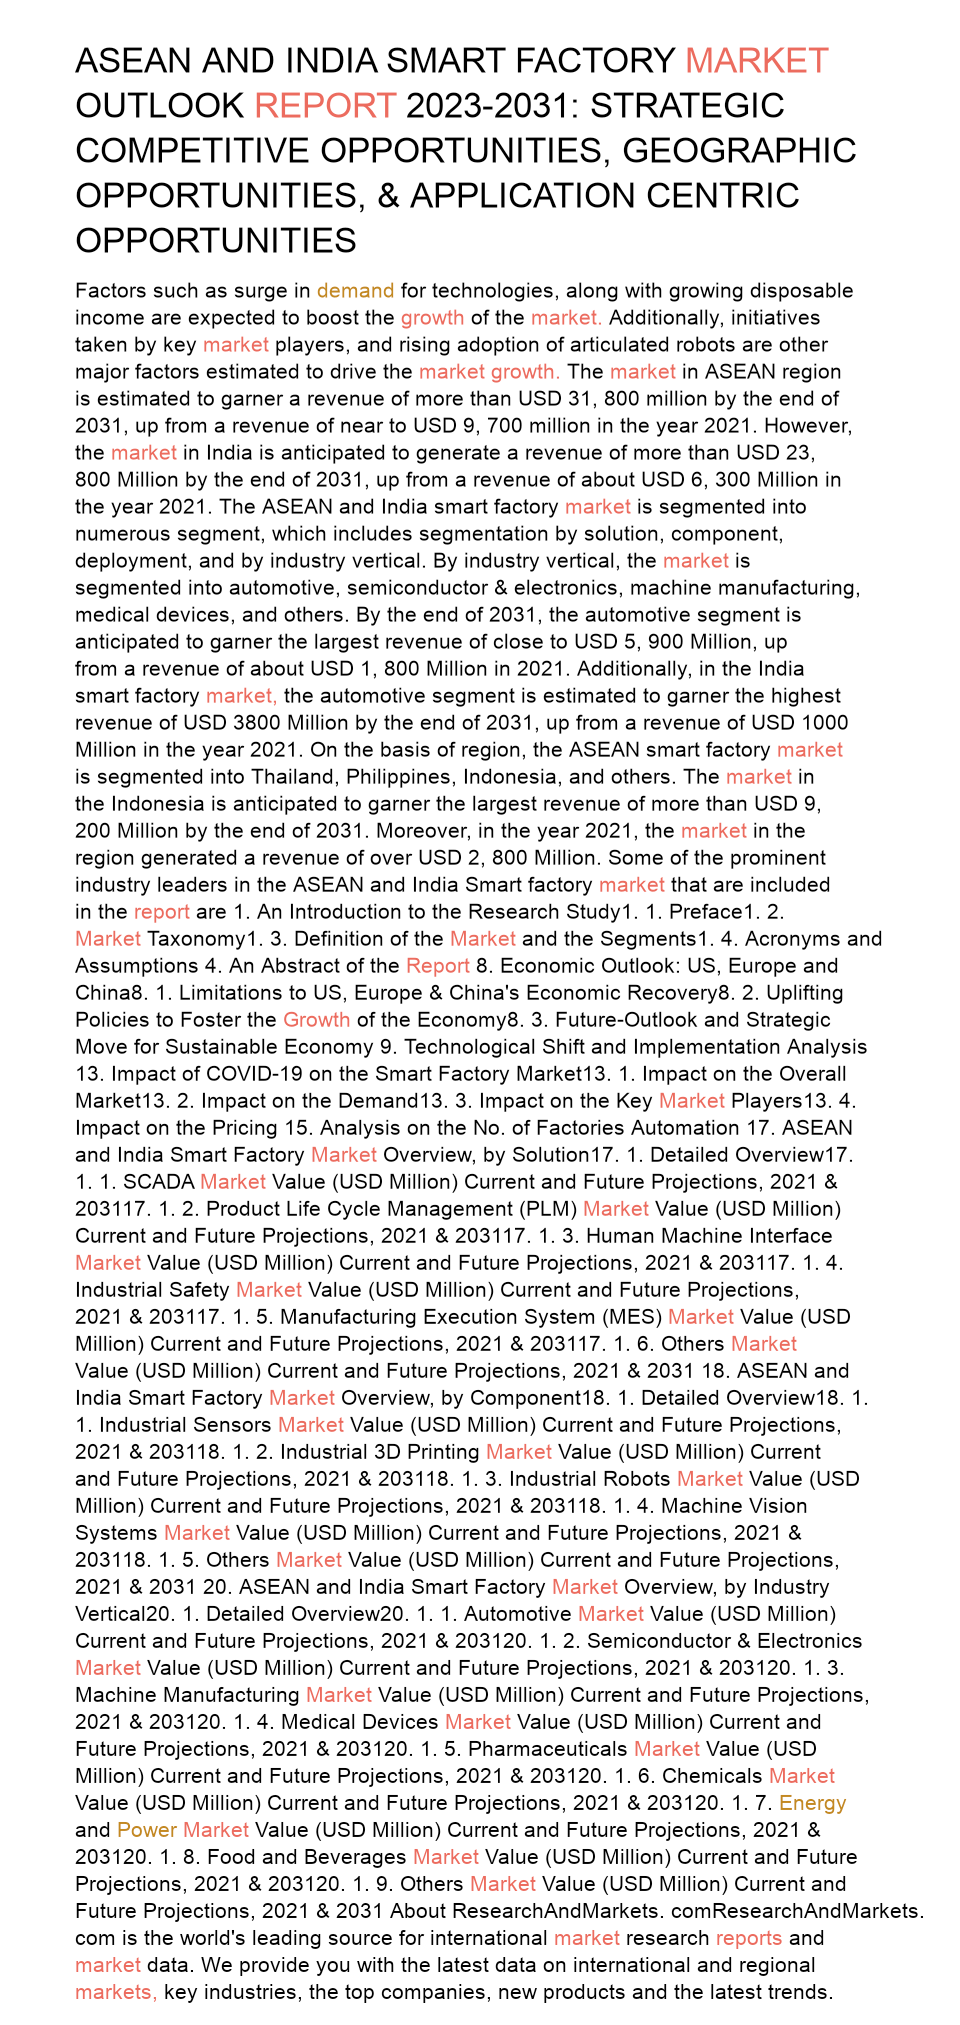 ASEAN AND INDIA SMART FACTORY MARKET
OUTLOOK REPORT 2023-2031: STRATEGIC
COMPETITIVE OPPORTUNITIES, GEOGRAPHIC
OPPORTUNITIES, & APPLICATION CENTRIC
OPPORTUNITIES
Factors such as surge in demand for technologies, along with growing disposable
income are expected to boost the growth of the market. Additionally, initiatives
taken by key market players, and rising adoption of articulated robots are other
major factors estimated to drive the market growth. The market in ASEAN region
is estimated to garner a revenue of more than USD 31, 800 million by the end of
2031, up from a revenue of near to USD 9, 700 million in the year 2021. However,
the market in India is anticipated to generate a revenue of more than USD 23,
800 Million by the end of 2031, up from a revenue of about USD 6, 300 Million in
the year 2021. The ASEAN and India smart factory market is segmented into
numerous segment, which includes segmentation by solution, component,
deployment, and by industry vertical. By industry vertical, the market is
segmented into automotive, semiconductor & electronics, machine manufacturing,
medical devices, and others. By the end of 2031, the automotive segment is
anticipated to garner the largest revenue of close to USD 5, 900 Million, up
from a revenue of about USD 1, 800 Million in 2021. Additionally, in the India
smart factory market, the automotive segment is estimated to garner the highest
revenue of USD 3800 Million by the end of 2031, up from a revenue of USD 1000
Million in the year 2021. On the basis of region, the ASEAN smart factory market
is segmented into Thailand, Philippines, Indonesia, and others. The market in
the Indonesia is anticipated to garner the largest revenue of more than USD 9,
200 Million by the end of 2031. Moreover, in the year 2021, the market in the
region generated a revenue of over USD 2, 800 Million. Some of the prominent
industry leaders in the ASEAN and India Smart factory market that are included
in the report are 1. An Introduction to the Research Study1. 1. Preface1. 2.
Market Taxonomy1. 3. Definition of the Market and the Segments1. 4. Acronyms and
Assumptions 4. An Abstract of the Report 8. Economic Outlook: US, Europe and
China8. 1. Limitations to US, Europe & China's Economic Recovery8. 2. Uplifting
Policies to Foster the Growth of the Economy8. 3. Future-Outlook and Strategic
Move for Sustainable Economy 9. Technological Shift and Implementation Analysis
13. Impact of COVID-19 on the Smart Factory Market13. 1. Impact on the Overall
Market13. 2. Impact on the Demand13. 3. Impact on the Key Market Players13. 4.
Impact on the Pricing 15. Analysis on the No. of Factories Automation 17. ASEAN
and India Smart Factory Market Overview, by Solution17. 1. Detailed Overview17.
1. 1. SCADA Market Value (USD Million) Current and Future Projections, 2021 &
203117. 1. 2. Product Life Cycle Management (PLM) Market Value (USD Million)
Current and Future Projections, 2021 & 203117. 1. 3. Human Machine Interface
Market Value (USD Million) Current and Future Projections, 2021 & 203117. 1. 4.
Industrial Safety Market Value (USD Million) Current and Future Projections,
2021 & 203117. 1. 5. Manufacturing Execution System (MES) Market Value (USD
Million) Current and Future Projections, 2021 & 203117. 1. 6. Others Market
Value (USD Million) Current and Future Projections, 2021 & 2031 18. ASEAN and
India Smart Factory Market Overview, by Component18. 1. Detailed Overview18. 1.
1. Industrial Sensors Market Value (USD Million) Current and Future Projections,
2021 & 203118. 1. 2. Industrial 3D Printing Market Value (USD Million) Current
and Future Projections, 2021 & 203118. 1. 3. Industrial Robots Market Value (USD
Million) Current and Future Projections, 2021 & 203118. 1. 4. Machine Vision
Systems Market Value (USD Million) Current and Future Projections, 2021 &
203118. 1. 5. Others Market Value (USD Million) Current and Future Projections,
2021 & 2031 20. ASEAN and India Smart Factory Market Overview, by Industry
Vertical20. 1. Detailed Overview20. 1. 1. Automotive Market Value (USD Million)
Current and Future Projections, 2021 & 203120. 1. 2. Semiconductor & Electronics
Market Value (USD Million) Current and Future Projections, 2021 & 203120. 1. 3.
Machine Manufacturing Market Value (USD Million) Current and Future Projections,
2021 & 203120. 1. 4. Medical Devices Market Value (USD Million) Current and
Future Projections, 2021 & 203120. 1. 5. Pharmaceuticals Market Value (USD
Million) Current and Future Projections, 2021 & 203120. 1. 6. Chemicals Market
Value (USD Million) Current and Future Projections, 2021 & 203120. 1. 7. Energy
and Power Market Value (USD Million) Current and Future Projections, 2021 &
203120. 1. 8. Food and Beverages Market Value (USD Million) Current and Future
Projections, 2021 & 203120. 1. 9. Others Market Value (USD Million) Current and
Future Projections, 2021 & 2031 About ResearchAndMarkets. comResearchAndMarkets.
com is the world's leading source for international market research reports and
market data. We provide you with the latest data on international and regional
markets, key industries, the top companies, new products and the latest trends.